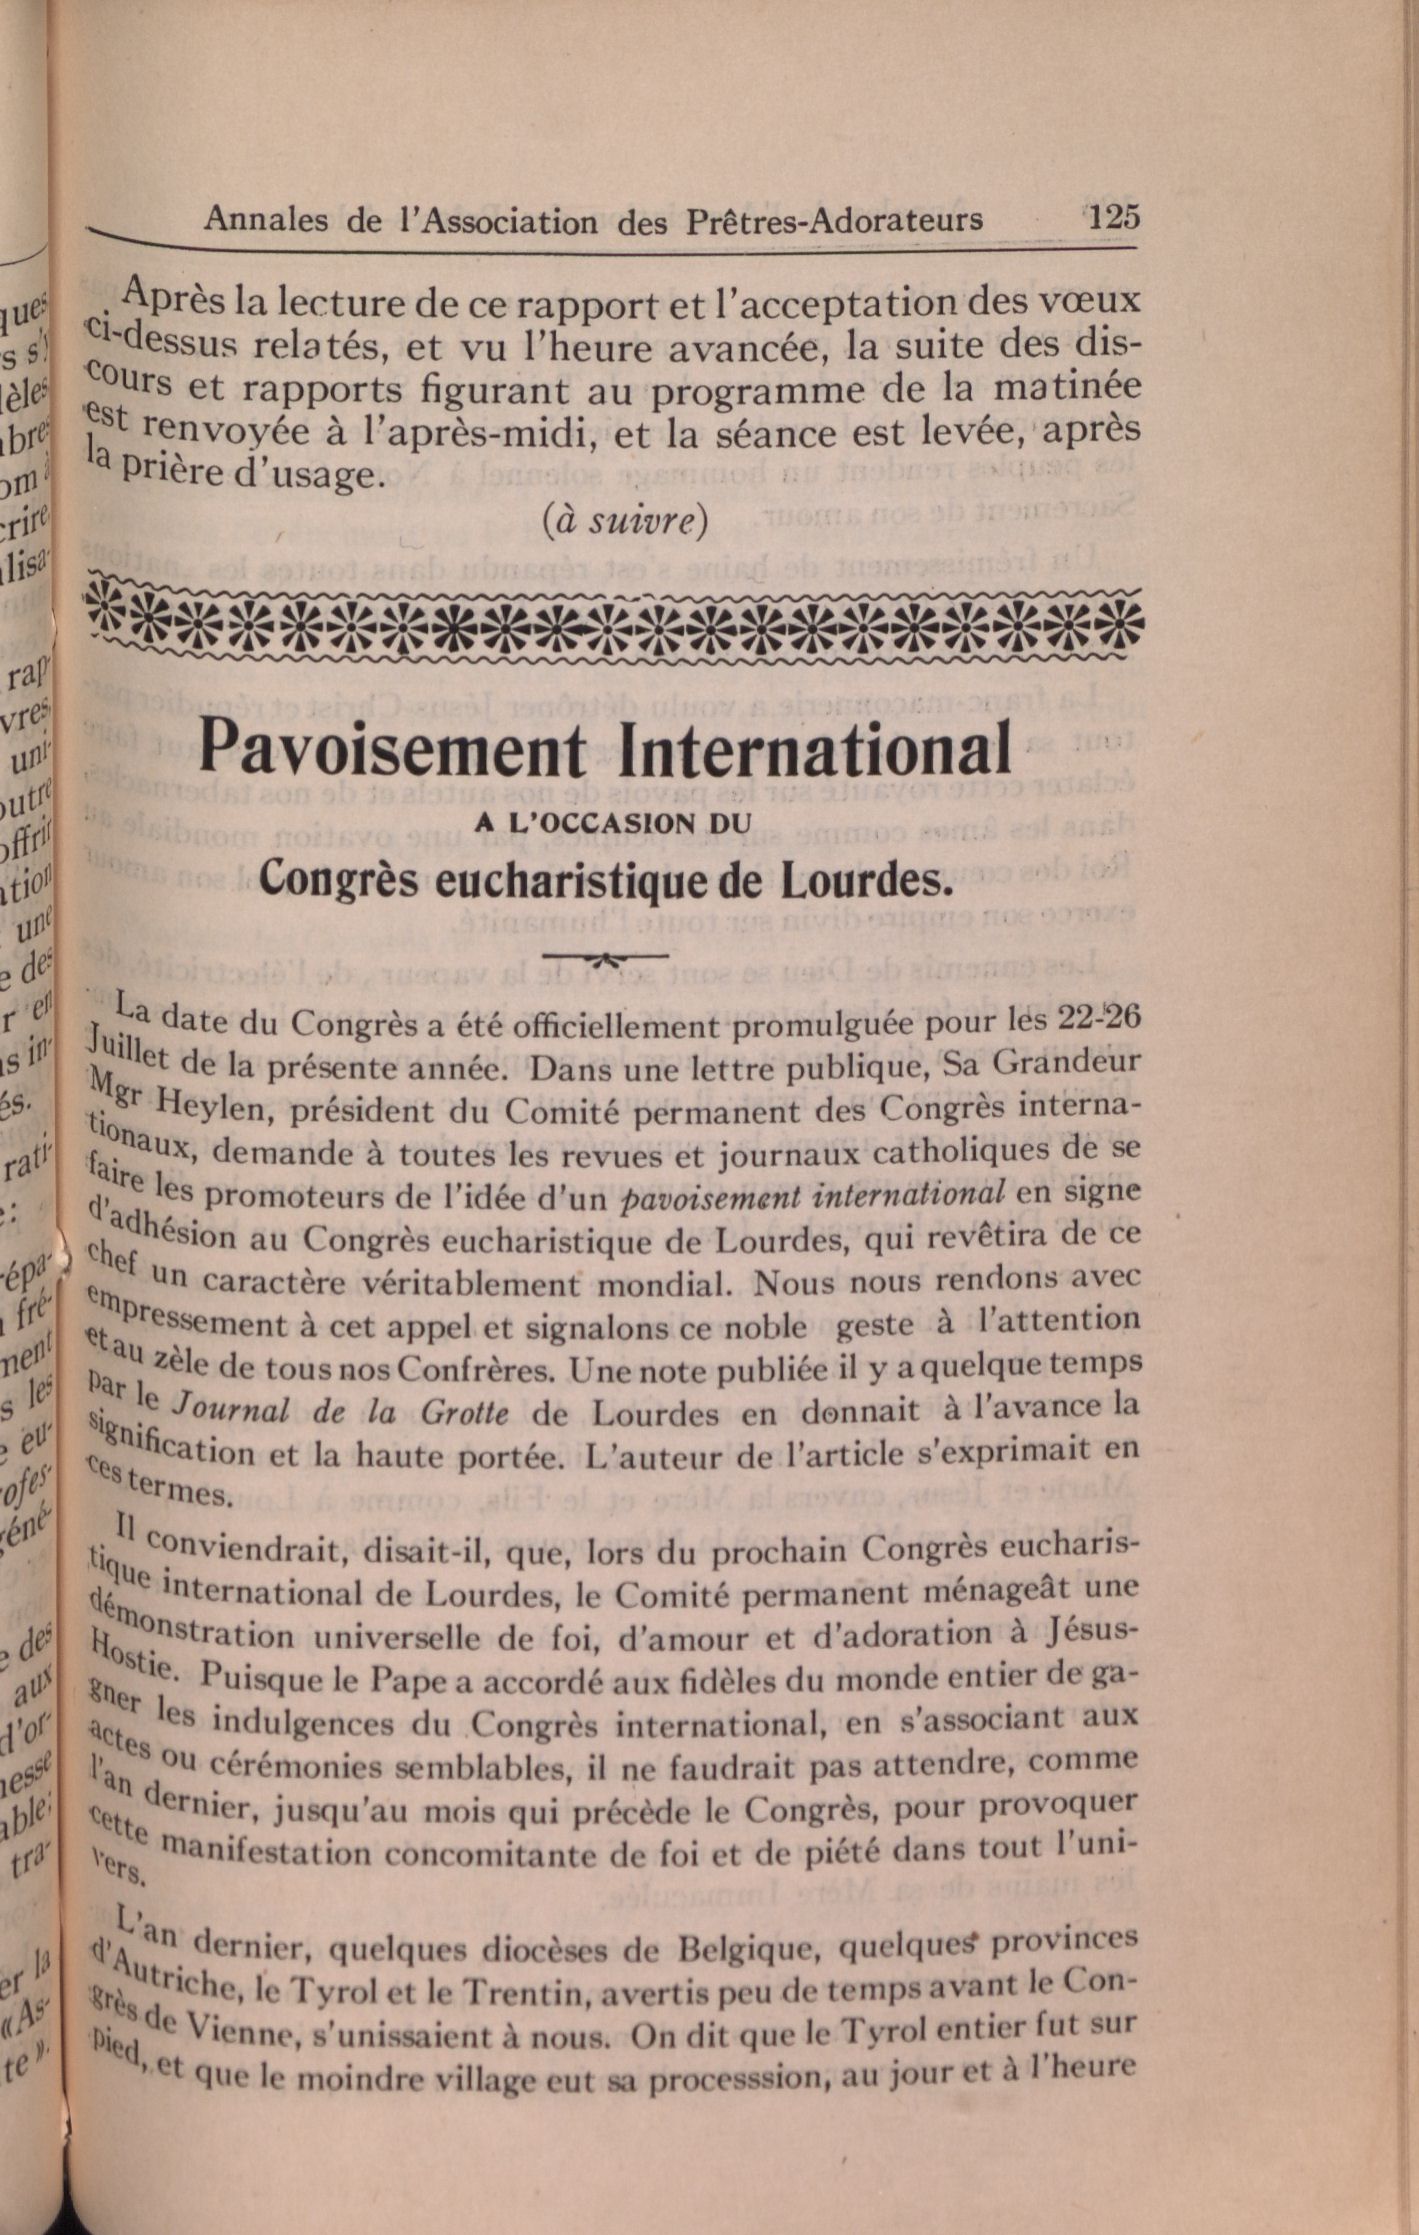 Annales de l'Association des Prêtres-Adorateurs 125
Après la lecture de ce rapport et l'acceptation des vœux
ci-dessus relatés, et vu l'heure avancée, la suite des dis-
cours et rapports figurant au programme de la matinée
est renvoyée à l'après-midi, et la séance est levée, après
la prière d'usage.
(à suivre)
Pavoisement International
A L'OCCASION DU
Congrès eucharistique de Lourdes.
La date du Congrès a été officiellement promulguée pour les 22-26
Juillet de la présente année. Dans une lettre publique, Sa Grandeur
Mgr Heylen, président du Comité permanent des Congrès interna-
tionaux, demande à toutes les revues et journaux catholiques de se
faire les promoteurs de l'idée d'un pavoisement international en signe
d'adhésion au Congrès eucharistique de Lourdes, qui revêtira de ce
chef un caractère véritablement mondial. Nous nous rendons avec
empressement à cet appel et signalons ce noble geste à l'attention
et au zèle de tous nos Confrères. Une note publiée il y a quelque temps
par le Journal de la Grotte de Lourdes en donnait à l'avance la
signification et la haute portée. L'auteur de l'article s'exprimait en
ces termes.
Il conviendrait, disait-il, que, lors du prochain Congrès eucharis-
tique international de Lourdes, le Comité permanent ménageât une
démonstration universelle de foi, d'amour et d'adoration à Jésus-
Hostie. Puisque le Pape a accordé aux fidèles du monde entier de ga-
gner les indulgences du Congrès international, en s'associant aux
actes ou cérémonies semblables, il ne faudrait pas attendre, comme
l'an dernier, jusqu'au mois qui précède le Congrès, pour provoquer
cette manifestation concomitante de foi et de piété dans tout l'uni-
vers.
L'an dernier, quelques diocèses de Belgique, quelques provinces
d'Autriche, le Tyrol et le Trentin, avertis peu de temps avant le Con-
grès de Vienne, s'unissaient à nous. On dit que le Tyrol entier fut sur
pied, et que le moindre village eut sa processsion, au jour et à l'heure